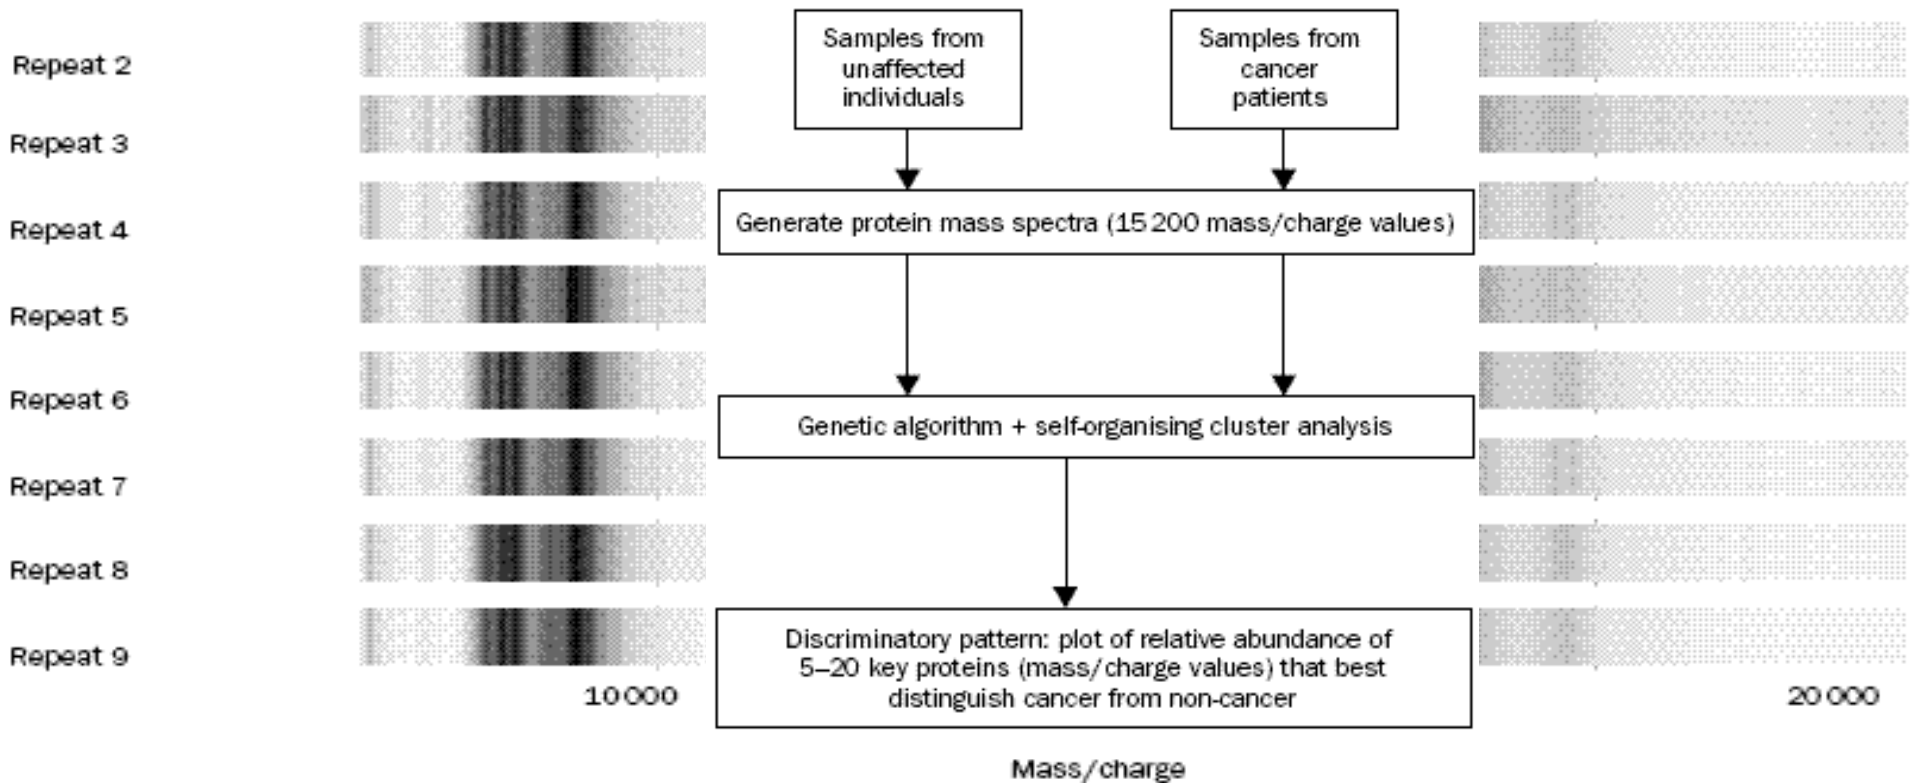 Repeat 2
Repeat 3
Repeat 4
Repeat 5
Repeat 6
Repeat 7
Repeat 8
Repeat 9
Samples from
unaffected
individuals
Samples from
cancer
patients
Generate protein mass spectra (15 200 mass/charge values)
Genetic algorithm + self-organising cluster analysis
Discriminatory pattern: plot of relative abundance of
5–20 key proteins (mass/charge values) that best
distinguish cancer from non-cancer
10 000
20 000
Mass/charge